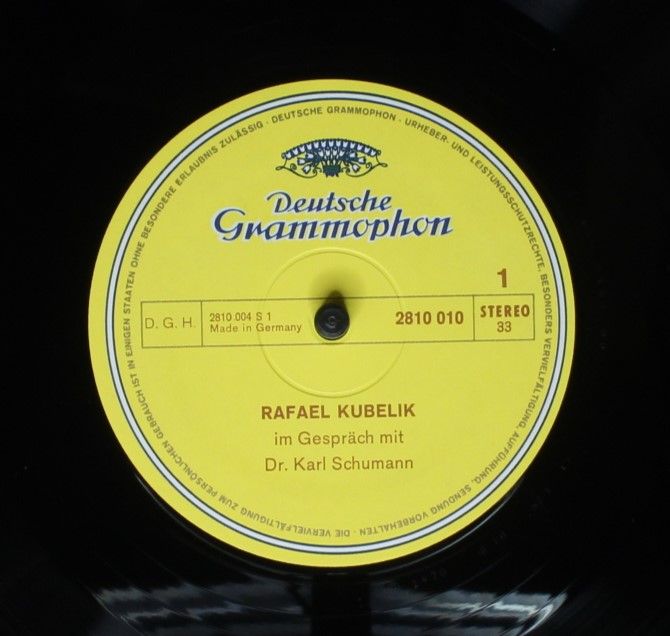 DEUTSCHE GRAMMOPHON · URHEBER- UND LEISTUNGSSCHUTZRECHTE, BESONDERS VERVIELFÄLTIGUNG, AUFFÜHRUNG, SENDUNG VORBEHALTEN · DIE VERVIELFÄLTIGUNG ZUM PERSÖNLICHEN GEBRAUCH IST IN EINIGEN STAATEN OHNE BESONDERE ERLAUBNIS ZULÄSSIG ·
Deutsche
Grammophon
1
D. G. H.
2810 004 S 1
Made in Germany
2810 010
STEREO
33
RAFAEL KUBELIK
im Gespräch mit
Dr. Karl Schumann